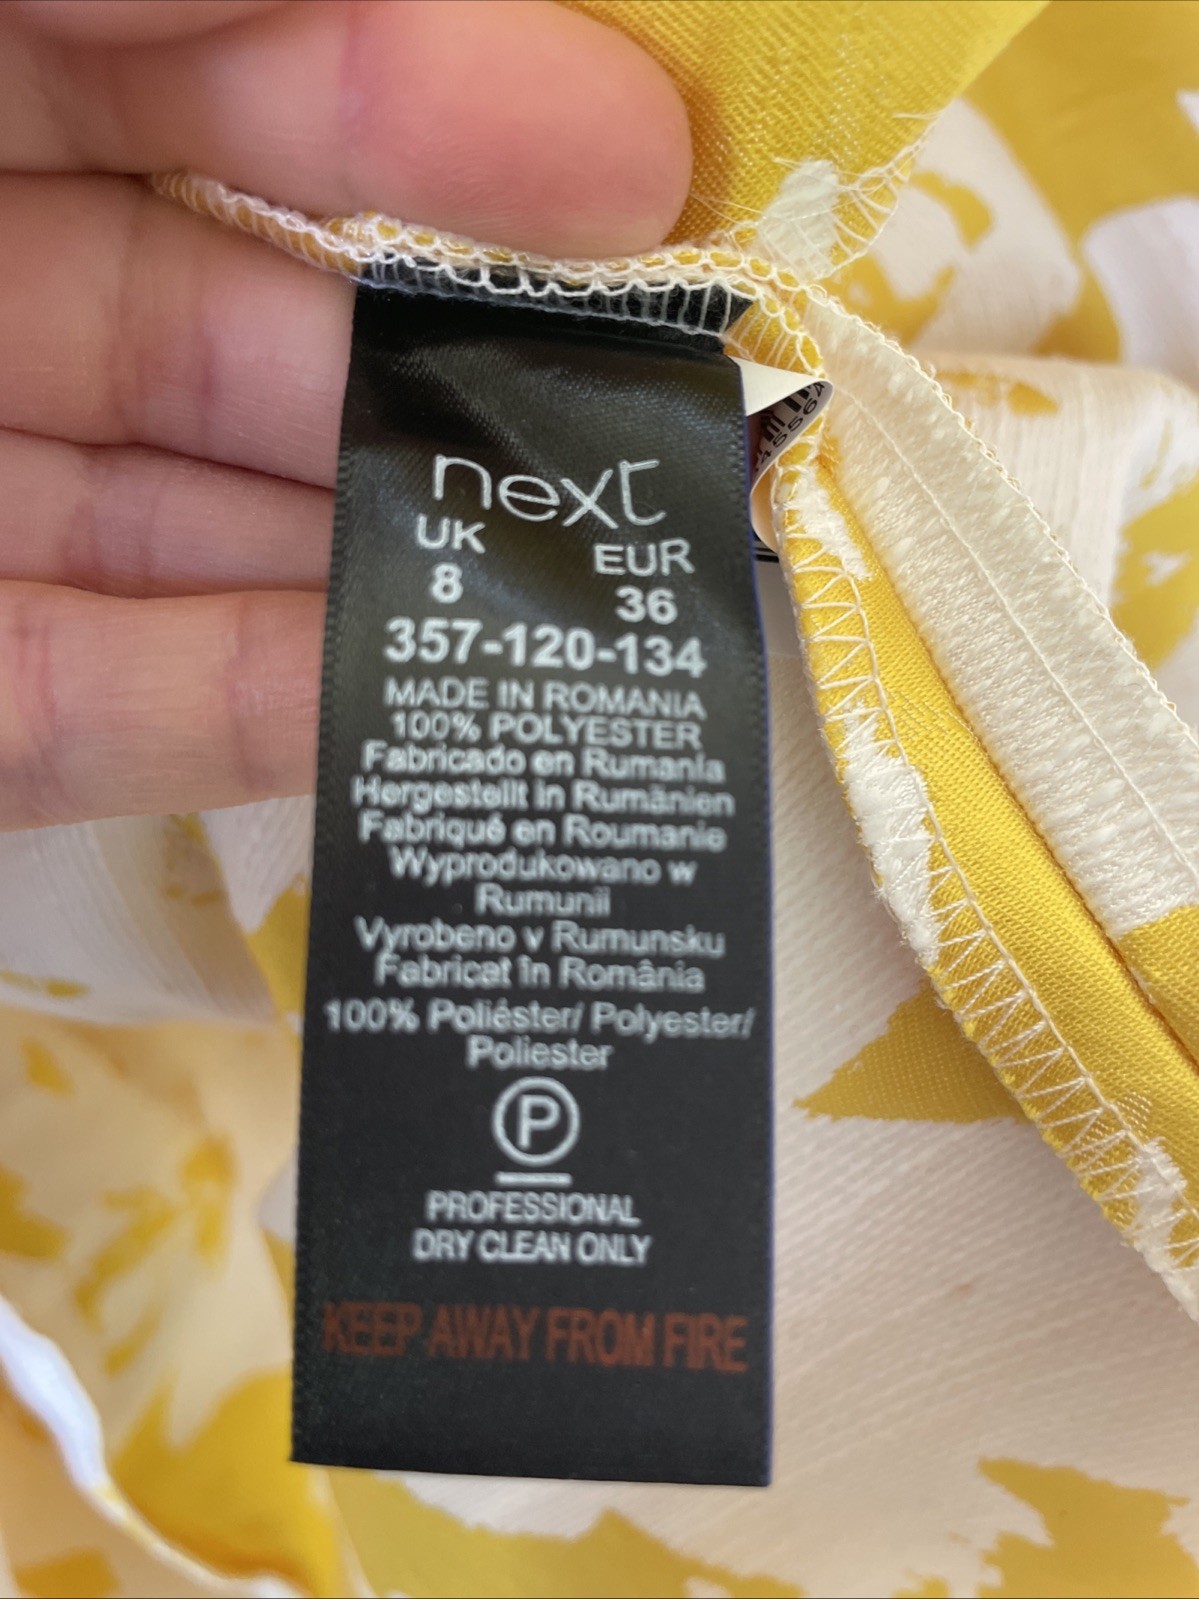 next
UK EUR
8 36
357-120-134
MADE IN ROMANIA
100% POLYESTER
Fabricado en Rumania
Hergestellt in Rumänien
Fabriqué en Roumanie
Wyprodukowano w
Rumunii
Vyrobeno v Rumunsku
Fabricat în România
100% Poliéster/ Polyester/
Poliester
P
PROFESSIONAL
DRY CLEAN ONLY
KEEP AWAY FROM FIRE